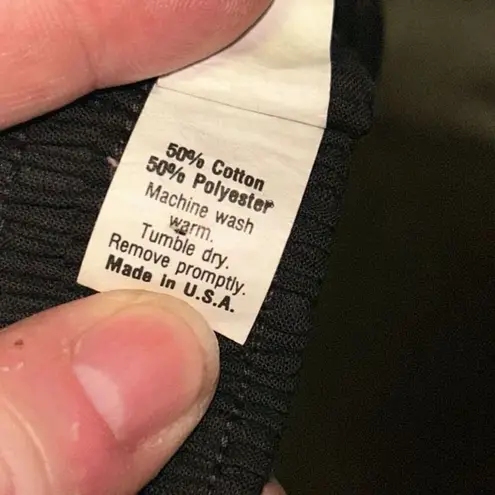 50% Cotton
50% Polyester
Machine wash
warm.
Tumble dry.
Remove promptly.
Made in U.S.A.